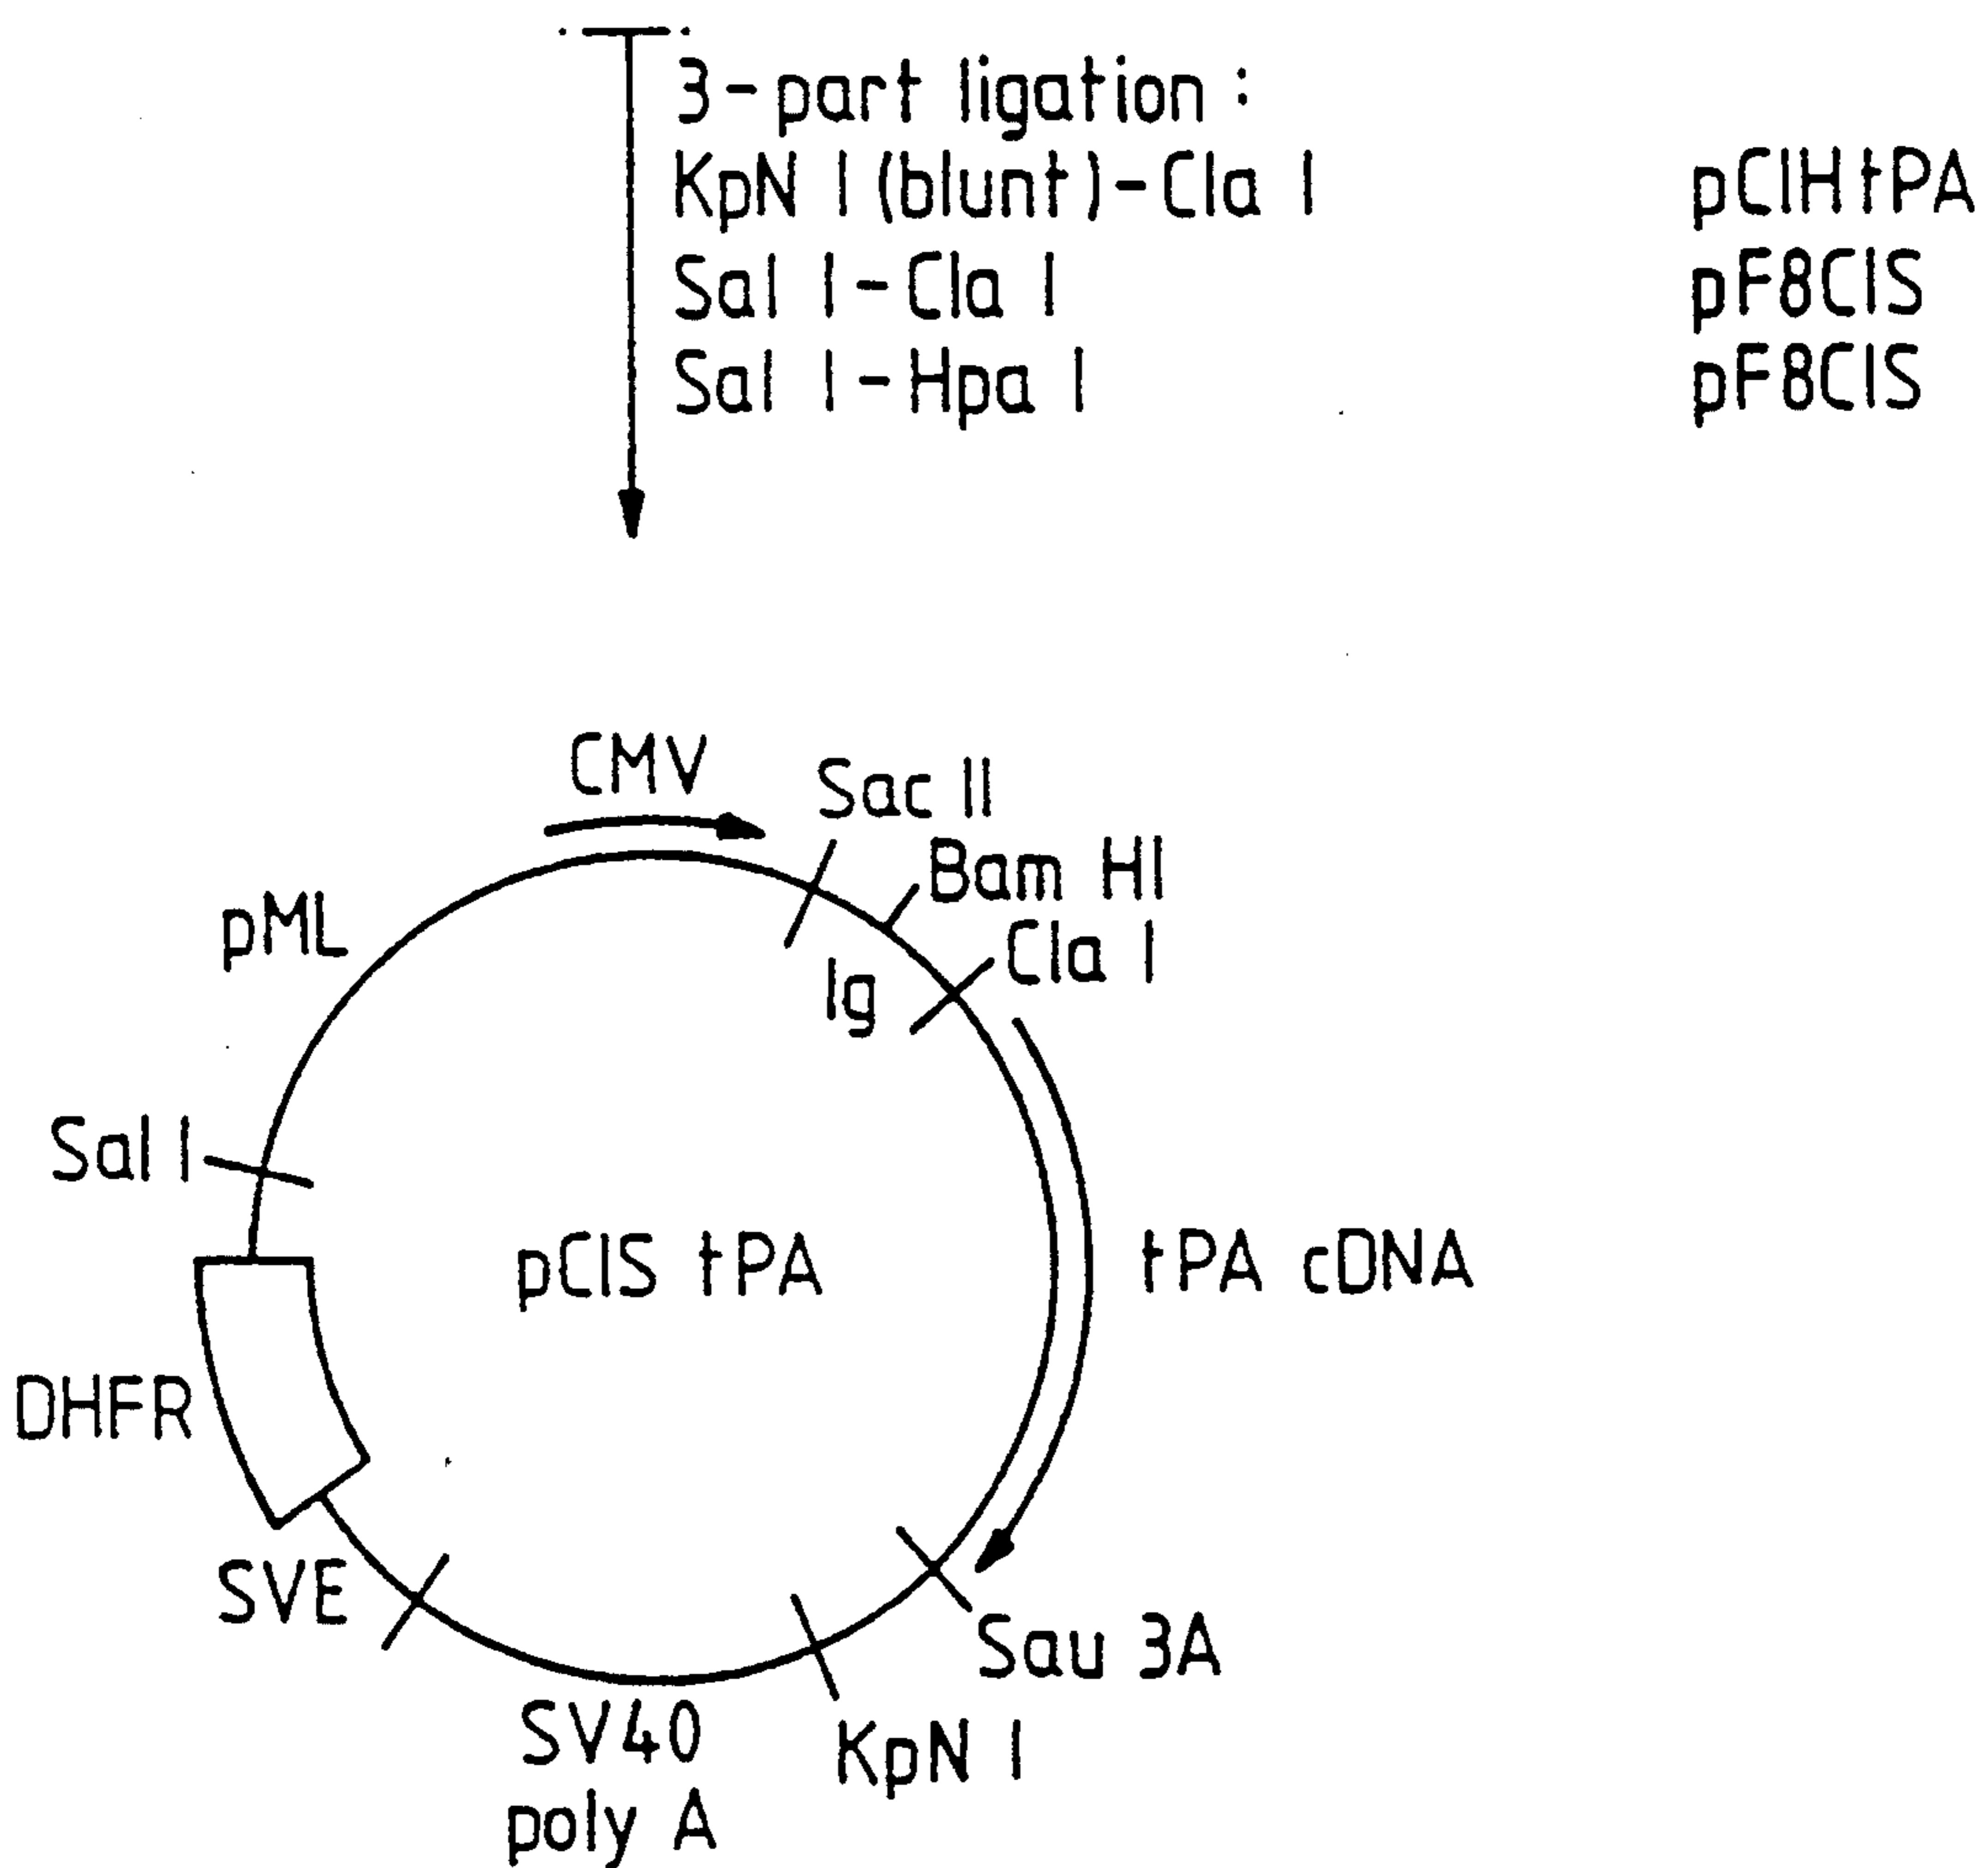 3-part ligation :
KpN I (blunt)-Cla I pCIHtPA
Sal I-Cla I pF8CIS
Sal I-Hpa I pF8CIS
CMV
Sac II
Bam HI
Cla I
pML
Ig
Sal I
pCIS tPA
tPA cDNA
DHFR
SVE
Sau 3A
KpN I
SV40
poly A